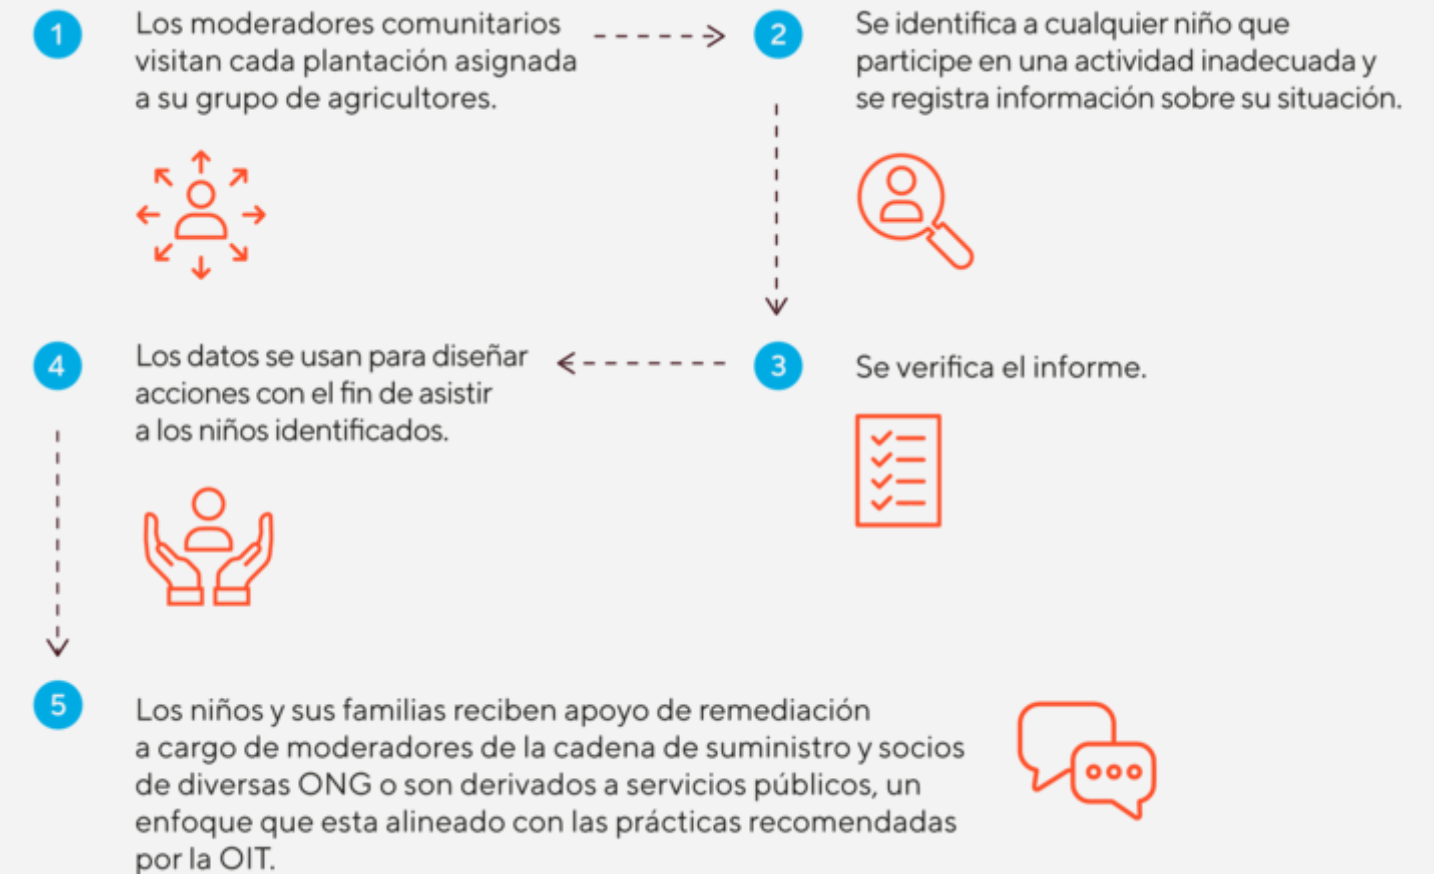 1
Los moderadores comunitarios
visitan cada plantación asignada
a su grupo de agricultores.
2
Se identifica a cualquier niño que
participe en una actividad inadecuada y
se registra información sobre su situación.
3
Se verifica el informe.
4
Los datos se usan para diseñar
acciones con el fin de asistir
a los niños identificados.
5
Los niños y sus familias reciben apoyo de remediación
a cargo de moderadores de la cadena de suministro y socios
de diversas ONG o son derivados a servicios públicos, un
enfoque que esta alineado con las prácticas recomendadas
por la OIT.